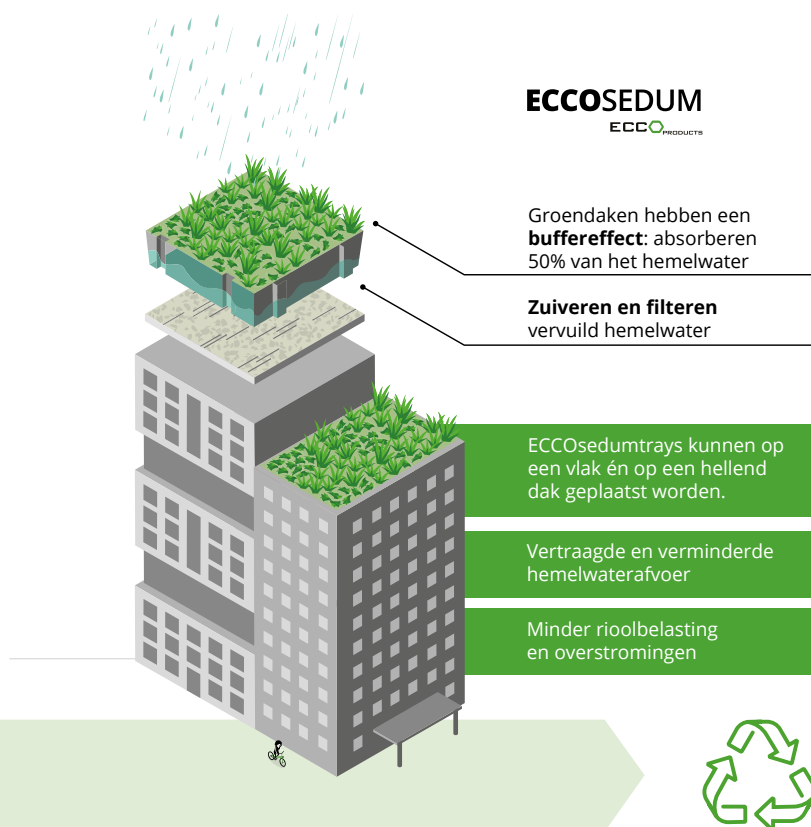 ECCOSEDUM
ECCO PRODUCTS
Groendaken hebben een
buffereffect: absorberen
50% van het hemelwater
Zuiveren en filteren
vervuild hemelwater
ECCOsedumtrays kunnen op
een vlak én op een hellend
dak geplaatst worden.
Vertraagde en verminderde
hemelwaterafvoer
Minder rioolbelasting
en overstromingen